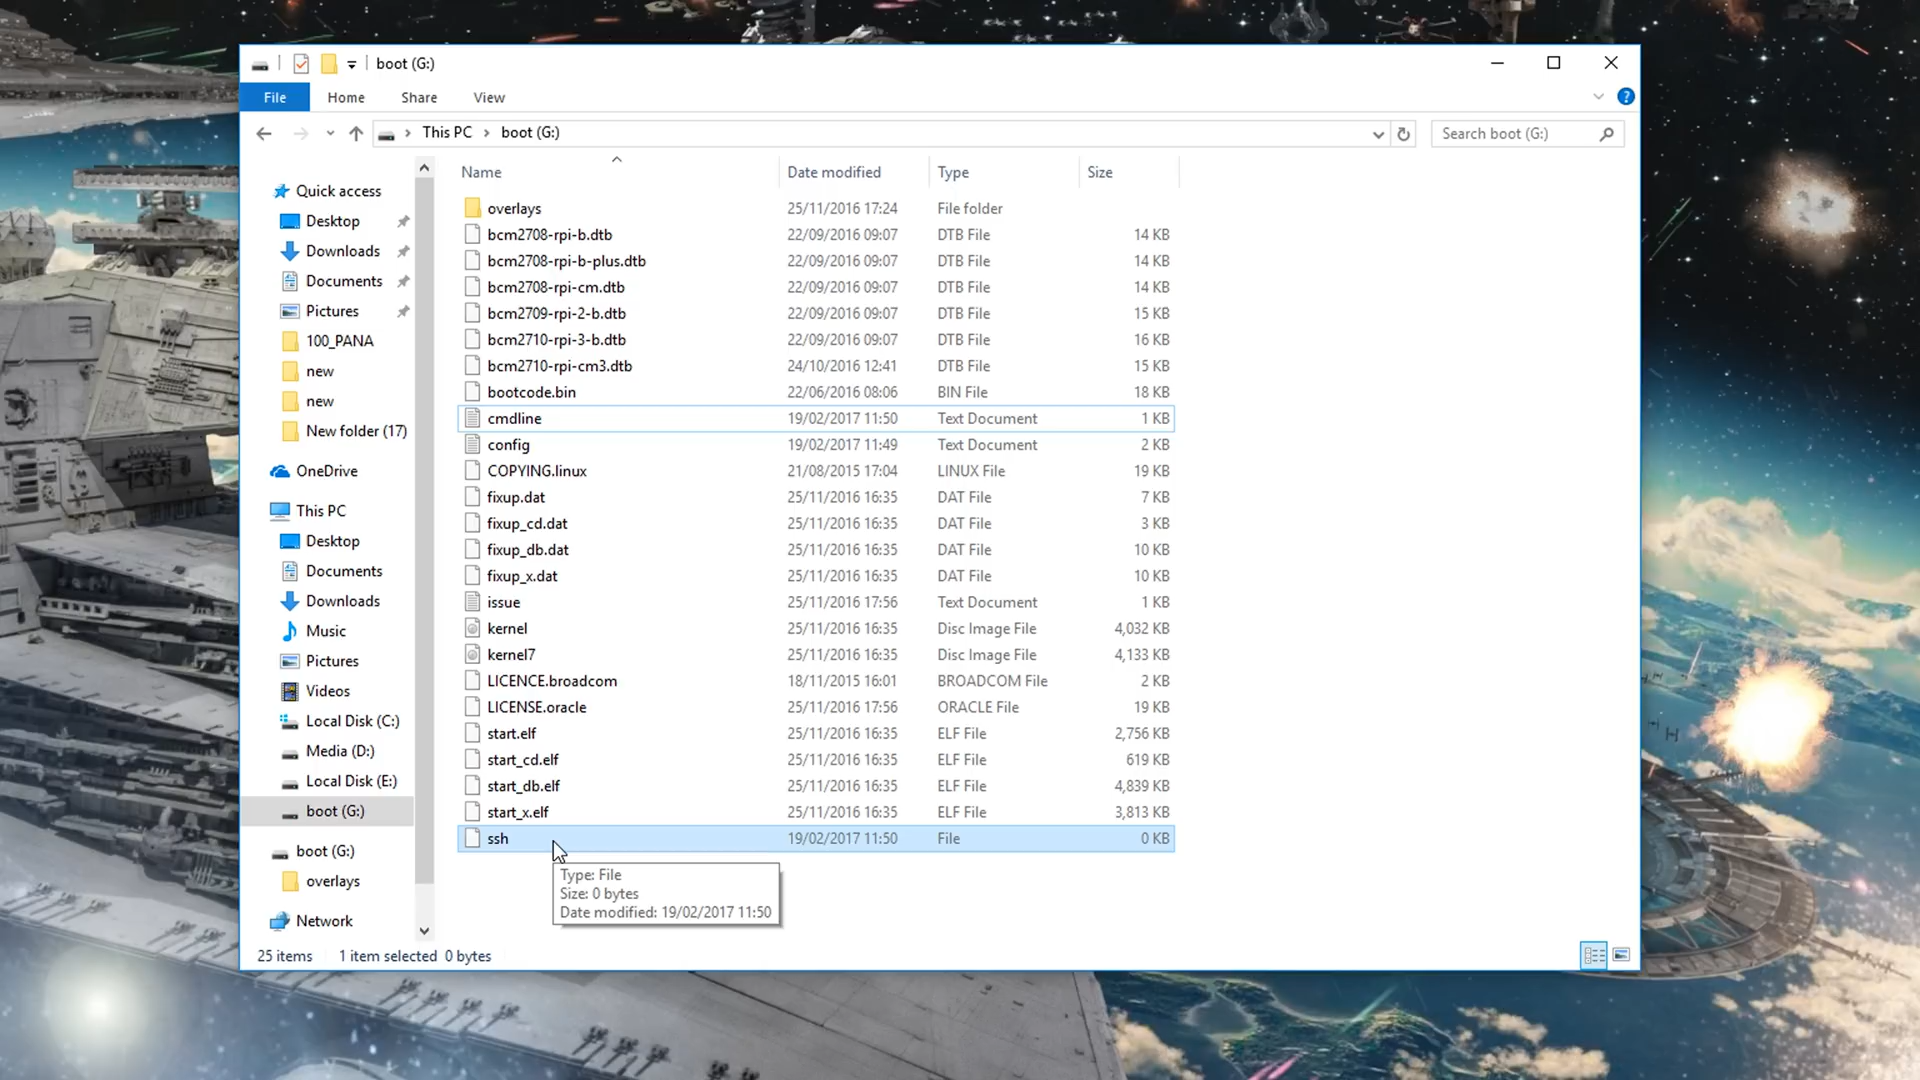 boot (G:)
File Home Share View
This PC boot (G:) Search boot (G:)
Name Date modified Type Size
Quick access
Desktop
Downloads
Documents
Pictures
100_PANA
new
new
New folder (17)
OneDrive
This PC
Desktop
Documents
Downloads
Music
Pictures
Videos
Local Disk (C:)
Media (D:)
Local Disk (E:)
boot (G:)
boot (G:)
overlays
Network
overlays 25/11/2016 17:24 File folder
bcm2708-rpi-b.dtb 22/09/2016 09:07 DTB File 14 KB
bcm2708-rpi-b-plus.dtb 22/09/2016 09:07 DTB File 14 KB
bcm2708-rpi-cm.dtb 22/09/2016 09:07 DTB File 14 KB
bcm2709-rpi-2-b.dtb 22/09/2016 09:07 DTB File 15 KB
bcm2710-rpi-3-b.dtb 22/09/2016 09:07 DTB File 16 KB
bcm2710-rpi-cm3.dtb 24/10/2016 12:41 DTB File 15 KB
bootcode.bin 22/06/2016 08:06 BIN File 18 KB
cmdline 19/02/2017 11:50 Text Document 1 KB
config 19/02/2017 11:49 Text Document 2 KB
COPYING.linux 21/08/2015 17:04 LINUX File 19 KB
fixup.dat 25/11/2016 16:35 DAT File 7 KB
fixup_cd.dat 25/11/2016 16:35 DAT File 3 KB
fixup_db.dat 25/11/2016 16:35 DAT File 10 KB
fixup_x.dat 25/11/2016 16:35 DAT File 10 KB
issue 25/11/2016 17:56 Text Document 1 KB
kernel 25/11/2016 16:35 Disc Image File 4,032 KB
kernel7 25/11/2016 16:35 Disc Image File 4,133 KB
LICENCE.broadcom 18/11/2015 16:01 BROADCOM File 2 KB
LICENSE.oracle 25/11/2016 17:56 ORACLE File 19 KB
start.elf 25/11/2016 16:35 ELF File 2,756 KB
start_cd.elf 25/11/2016 16:35 ELF File 619 KB
start_db.elf 25/11/2016 16:35 ELF File 4,839 KB
start_x.elf 25/11/2016 16:35 ELF File 3,813 KB
ssh 19/02/2017 11:50 File 0 KB
Type: File
Size: 0 bytes
Date modified: 19/02/2017 11:50
25 items 1 item selected 0 bytes